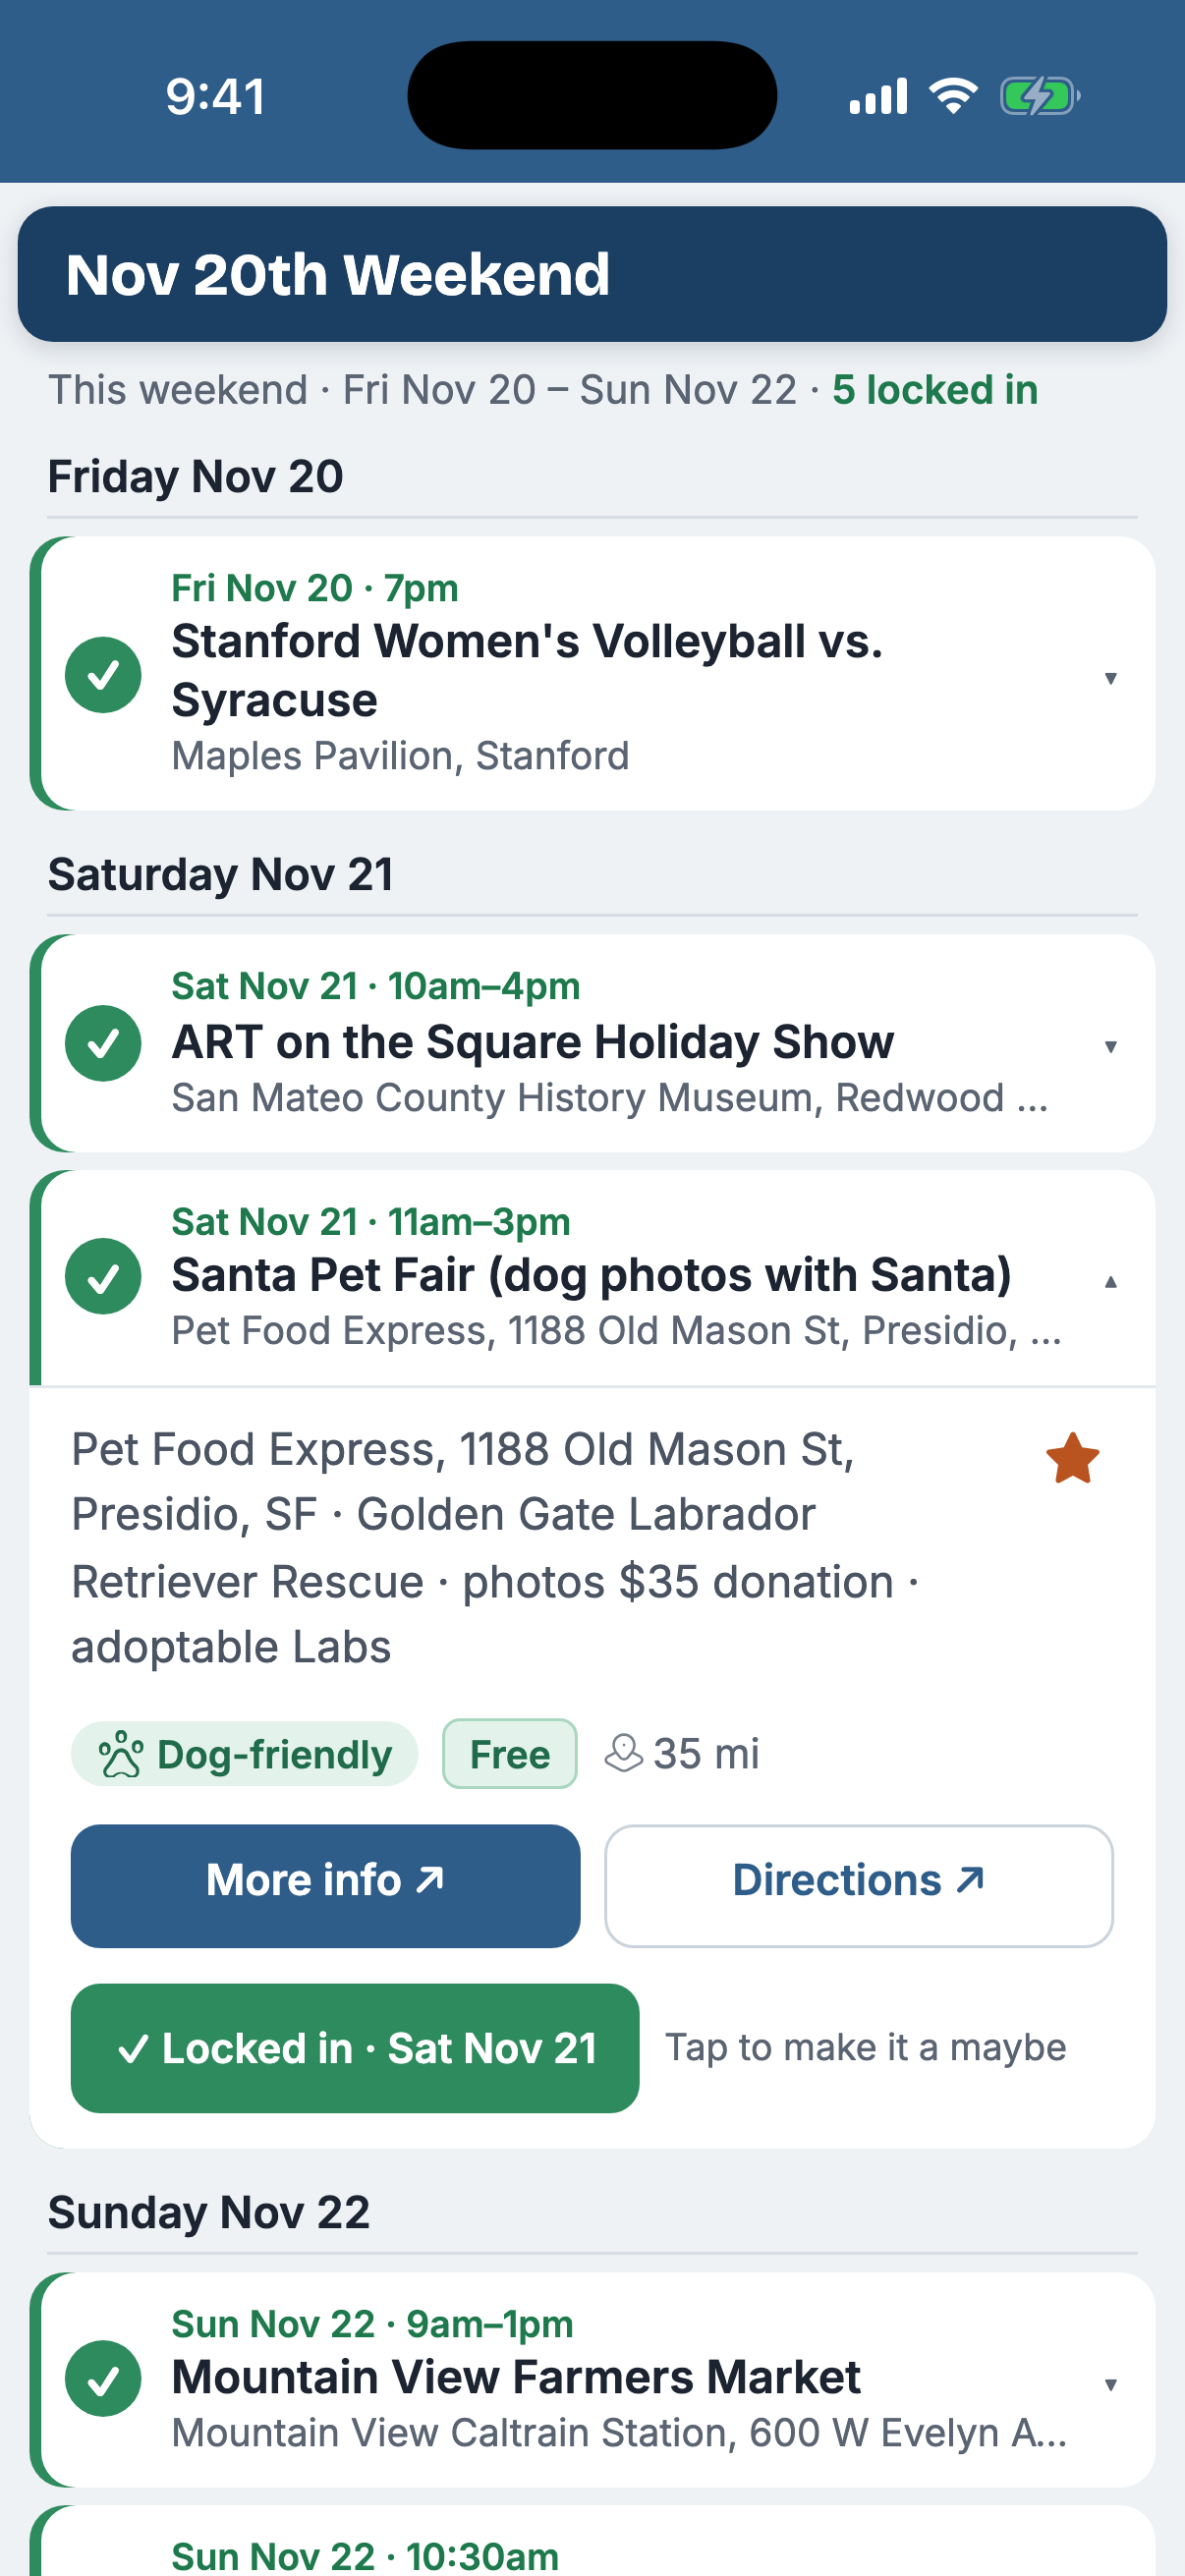 9:41
Nov 20th Weekend
This weekend · Fri Nov 20 – Sun Nov 22 · 5 locked in
Friday Nov 20
Fri Nov 20 · 7pm
Stanford Women's Volleyball vs.
Syracuse
Maples Pavilion, Stanford
▼
Saturday Nov 21
Sat Nov 21 · 10am–4pm
ART on the Square Holiday Show
San Mateo County History Museum, Redwood ...
▼
Sat Nov 21 · 11am–3pm
Santa Pet Fair (dog photos with Santa)
Pet Food Express, 1188 Old Mason St, Presidio, ...
▲
Pet Food Express, 1188 Old Mason St,
Presidio, SF · Golden Gate Labrador
Retriever Rescue · photos $35 donation ·
adoptable Labs
Dog-friendly
Free
35 mi
More info ↗
Directions ↗
✓ Locked in · Sat Nov 21
Tap to make it a maybe
Sunday Nov 22
Sun Nov 22 · 9am–1pm
Mountain View Farmers Market
Mountain View Caltrain Station, 600 W Evelyn A...
▼
Sun Nov 22 · 10:30am